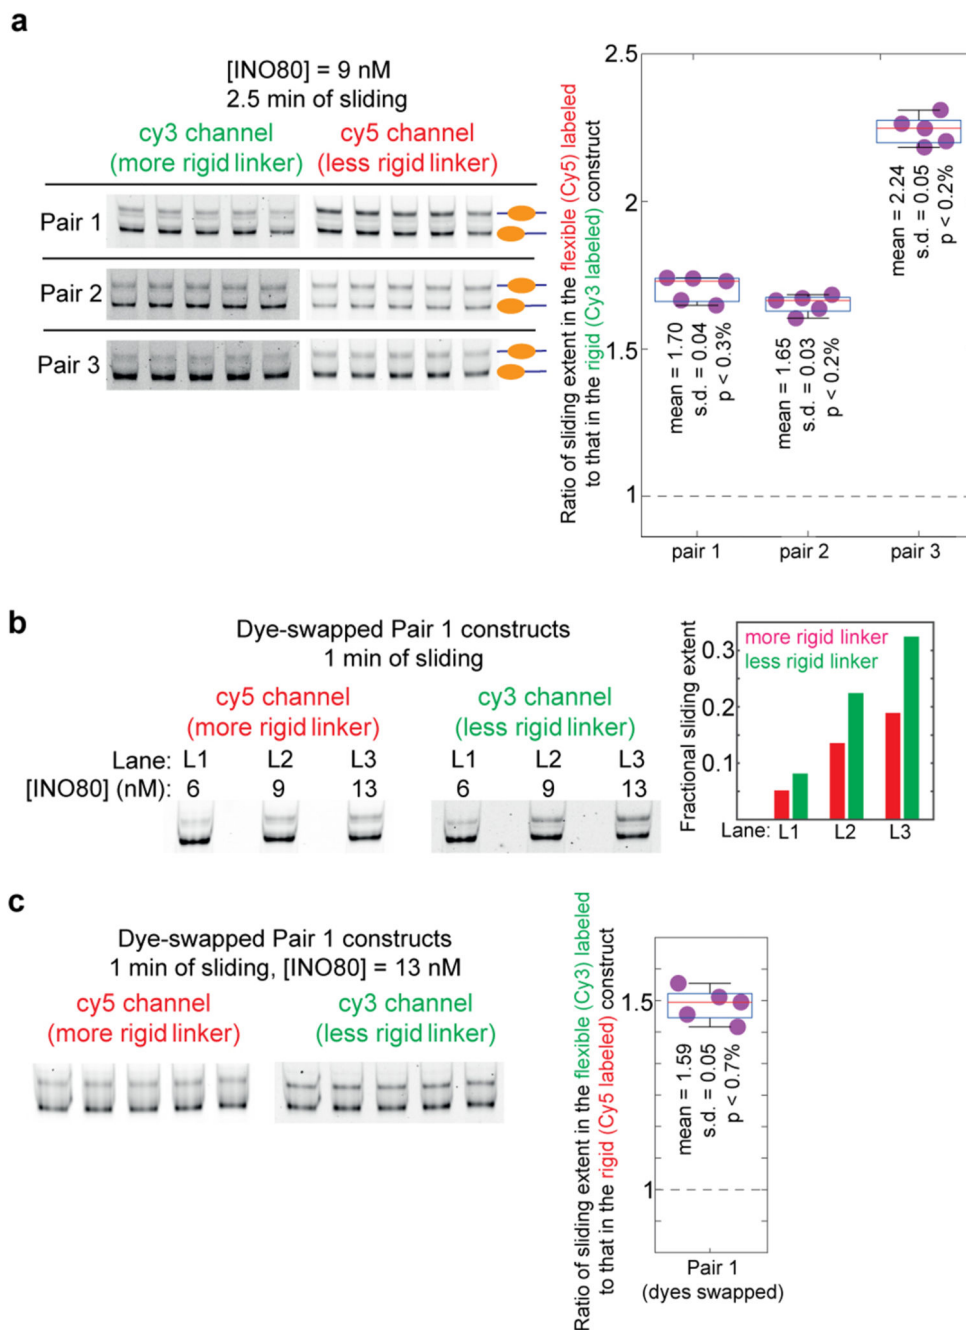 a
[INO80] = 9 nM
2.5 min of sliding
cy3 channel
(more rigid linker)
cy5 channel
(less rigid linker)
Pair 1
Pair 2
Pair 3
Ratio of sliding extent in the flexible (Cy5) labeled
to that in the rigid (Cy3 labeled) construct
2.5
2
1.5
1
mean = 1.70
s.d. = 0.04
p < 0.3%
mean = 1.65
s.d. = 0.03
p < 0.2%
mean = 2.24
s.d. = 0.05
p < 0.2%
pair 1
pair 2
pair 3
b
Dye-swapped Pair 1 constructs
1 min of sliding
cy5 channel
(more rigid linker)
cy3 channel
(less rigid linker)
Lane: L1 L2 L3 L1 L2 L3
[INO80] (nM): 6 9 13 6 9 13
Fractional sliding extent
more rigid linker
less rigid linker
0.3
0.2
0.1
Lane: L1 L2 L3
c
Dye-swapped Pair 1 constructs
1 min of sliding, [INO80] = 13 nM
cy5 channel
(more rigid linker)
cy3 channel
(less rigid linker)
Ratio of sliding extent in the flexible (Cy3) labeled
to that in the rigid (Cy5 labeled) construct
1.5
1
mean = 1.59
s.d. = 0.05
p < 0.7%
Pair 1
(dyes swapped)